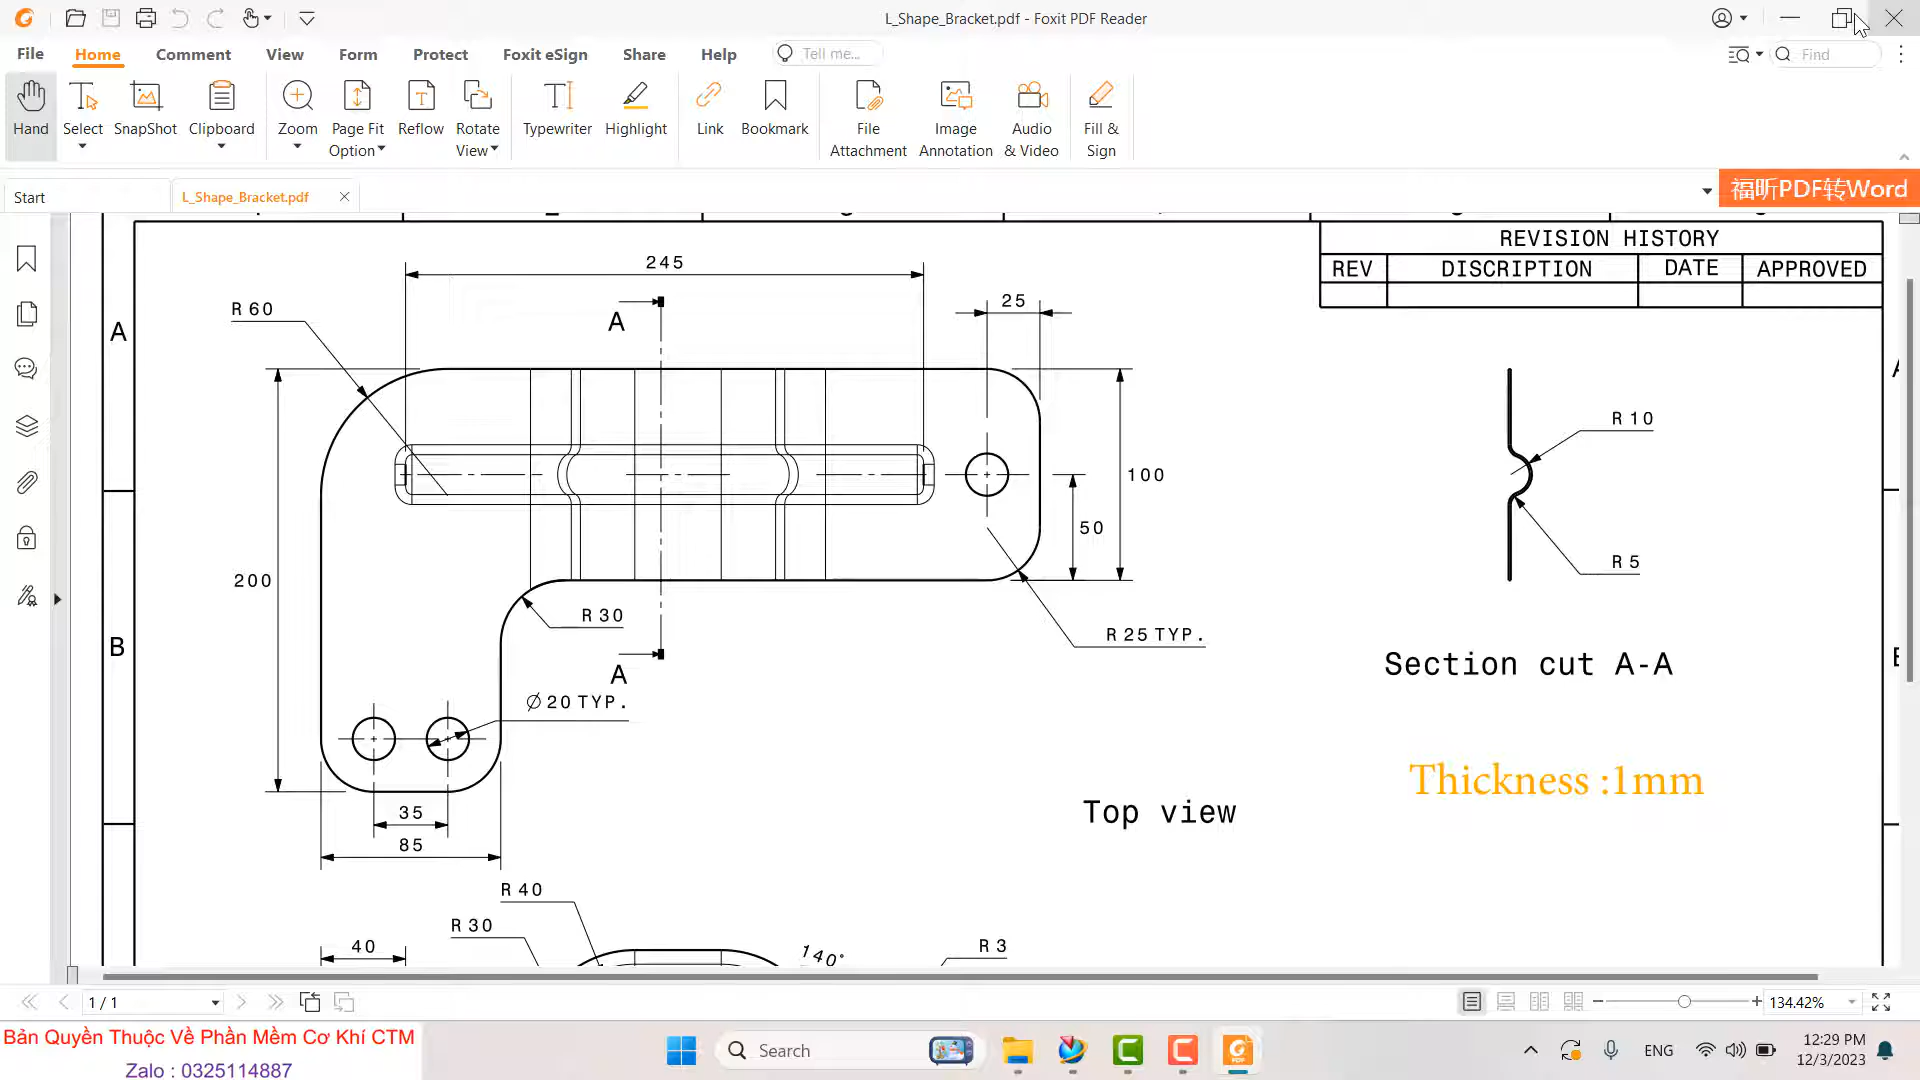 L_Shape_Bracket.pdf - Foxit PDF Reader
File Home Comment View Form Protect Foxit eSign Share Help Tell me... Find
Hand Select SnapShot Clipboard Zoom Page Fit Option Reflow Rotate View Typewriter Highlight Link Bookmark File Attachment Image Annotation Audio & Video Fill & Sign
Start L_Shape_Bracket.pdf 福昕PDF转Word
REVISION HISTORY
REV DISCRIPTION DATE APPROVED
245
25
R 60
A
A
R 10
100
50
200
R 5
R 30
R 25 TYP.
B
A
Section cut A-A
Ø 20 TYP.
Thickness :1mm
Top view
35
85
R 40
R 30
40
140°
R 3
1 / 1
134.42%
Bản Quyền Thuộc Về Phần Mềm Cơ Khí CTM
Zalo : 0325114887
Search
ENG
12:29 PM
12/3/2023